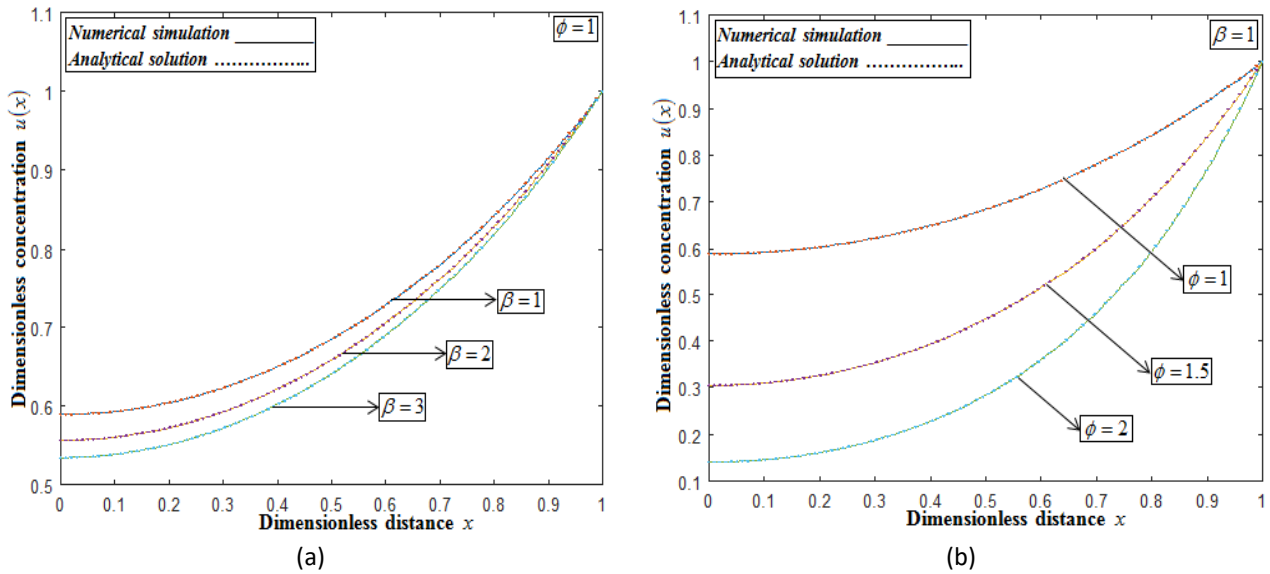 Numerical simulation ________
Analytical solution ……………..
ϕ = 1
1
0.9
0.8
0.7
0.6
0.5
Dimensionless concentration u(x)
β = 1
β = 2
β = 3
0 0.1 0.2 0.3 0.4 0.5 0.6 0.7 0.8 0.9 1
Dimensionless distance x
(a)
Numerical simulation ________
Analytical solution ……………..
β = 1
1
0.9
0.8
0.7
0.6
0.5
0.4
0.3
0.2
0.1
Dimensionless concentration u(x)
ϕ = 1
ϕ = 1.5
ϕ = 2
0 0.1 0.2 0.3 0.4 0.5 0.6 0.7 0.8 0.9 1
Dimensionless distance x
(b)